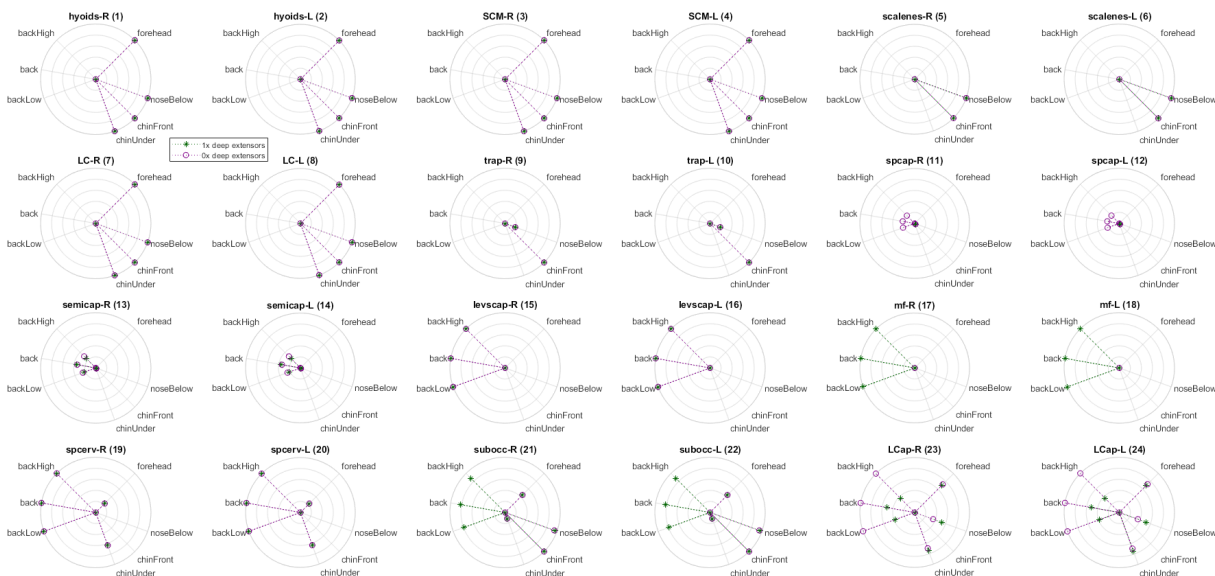 hyoids-R (1)
backHigh
forehead
back
backLow
noseBelow
chinFront
chinUnder
hyoids-L (2)
backHigh
forehead
back
backLow
noseBelow
chinFront
chinUnder
SCM-R (3)
backHigh
forehead
back
backLow
noseBelow
chinFront
chinUnder
SCM-L (4)
backHigh
forehead
back
backLow
noseBelow
chinFront
chinUnder
scalenes-R (5)
backHigh
forehead
back
backLow
noseBelow
chinFront
chinUnder
scalenes-L (6)
backHigh
forehead
back
backLow
noseBelow
chinFront
chinUnder
1x deep extensors
0x deep extensors
LC-R (7)
backHigh
forehead
back
backLow
noseBelow
chinFront
chinUnder
LC-L (8)
backHigh
forehead
back
backLow
noseBelow
chinFront
chinUnder
trap-R (9)
backHigh
forehead
back
backLow
noseBelow
chinFront
chinUnder
trap-L (10)
backHigh
forehead
back
backLow
noseBelow
chinFront
chinUnder
spcap-R (11)
backHigh
forehead
back
backLow
noseBelow
chinFront
chinUnder
spcap-L (12)
backHigh
forehead
back
backLow
noseBelow
chinFront
chinUnder
semicap-R (13)
backHigh
forehead
back
backLow
noseBelow
chinFront
chinUnder
semicap-L (14)
backHigh
forehead
back
backLow
noseBelow
chinFront
chinUnder
levscap-R (15)
backHigh
forehead
back
backLow
noseBelow
chinFront
chinUnder
levscap-L (16)
backHigh
forehead
back
backLow
noseBelow
chinFront
chinUnder
mf-R (17)
backHigh
forehead
back
backLow
noseBelow
chinFront
chinUnder
mf-L (18)
backHigh
forehead
back
backLow
noseBelow
chinFront
chinUnder
spcerv-R (19)
backHigh
forehead
back
backLow
noseBelow
chinFront
chinUnder
spcerv-L (20)
backHigh
forehead
back
backLow
noseBelow
chinFront
chinUnder
subocc-R (21)
backHigh
forehead
back
backLow
noseBelow
chinFront
chinUnder
subocc-L (22)
backHigh
forehead
back
backLow
noseBelow
chinFront
chinUnder
LCap-R (23)
backHigh
forehead
back
backLow
noseBelow
chinFront
chinUnder
LCap-L (24)
backHigh
forehead
back
backLow
noseBelow
chinFront
chinUnder